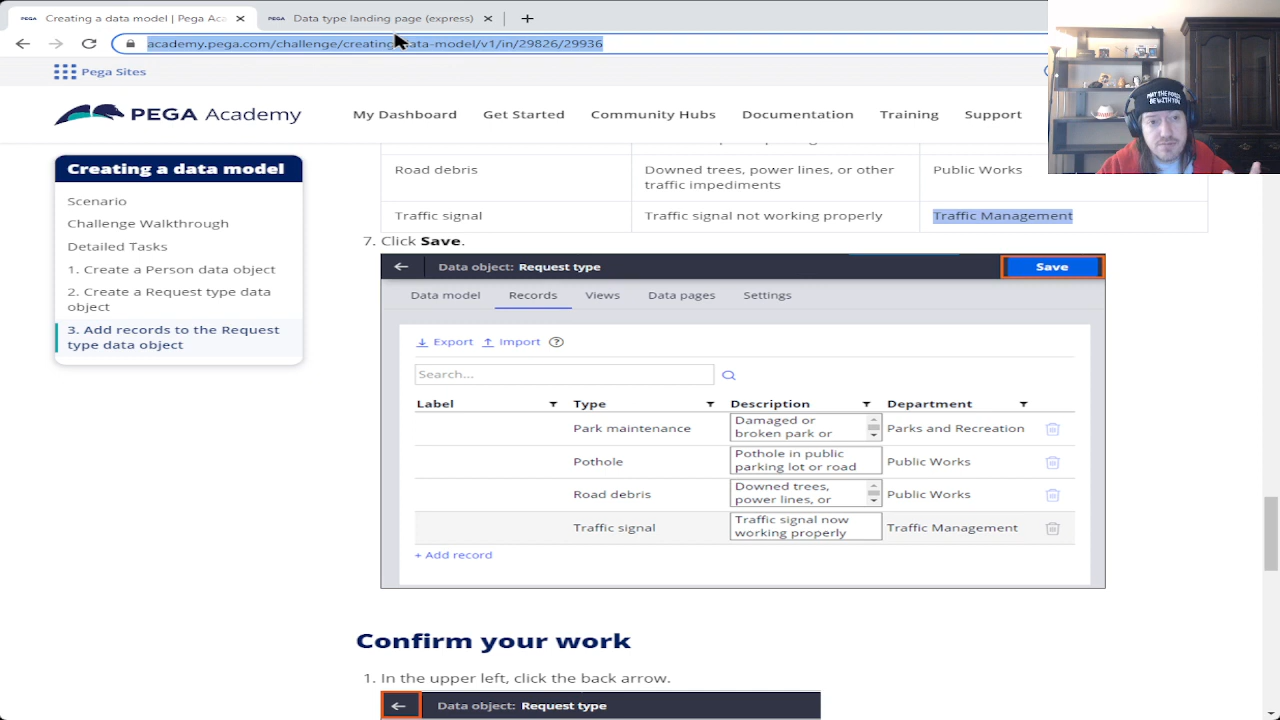 Creating a data model | Pega Aca
Data type landing page (express)
academy.pega.com/challenge/creating-data-model/v1/in/29826/29936
Pega Sites
PEGA Academy
My Dashboard Get Started Community Hubs Documentation Training Support
MAY THE FORCE
BE WITH YOU
Creating a data model
Scenario
Challenge Walkthrough
Detailed Tasks
1. Create a Person data object
2. Create a Request type data
object
3. Add records to the Request
type data object
Road debris Downed trees, power lines, or other Public Works
traffic impediments
Traffic signal Traffic signal not working properly Traffic Management
7. Click Save.
Data object: Request type Save
Data model Records Views Data pages Settings
Export Import
Search...
Label Type Description Department
Park maintenance Damaged or Parks and Recreation
broken park or
Pothole Pothole in public Public Works
parking lot or road
Road debris Downed trees, Public Works
power lines, or
Traffic signal Traffic signal now Traffic Management
working properly
+ Add record
Confirm your work
1. In the upper left, click the back arrow.
Data object: Request type